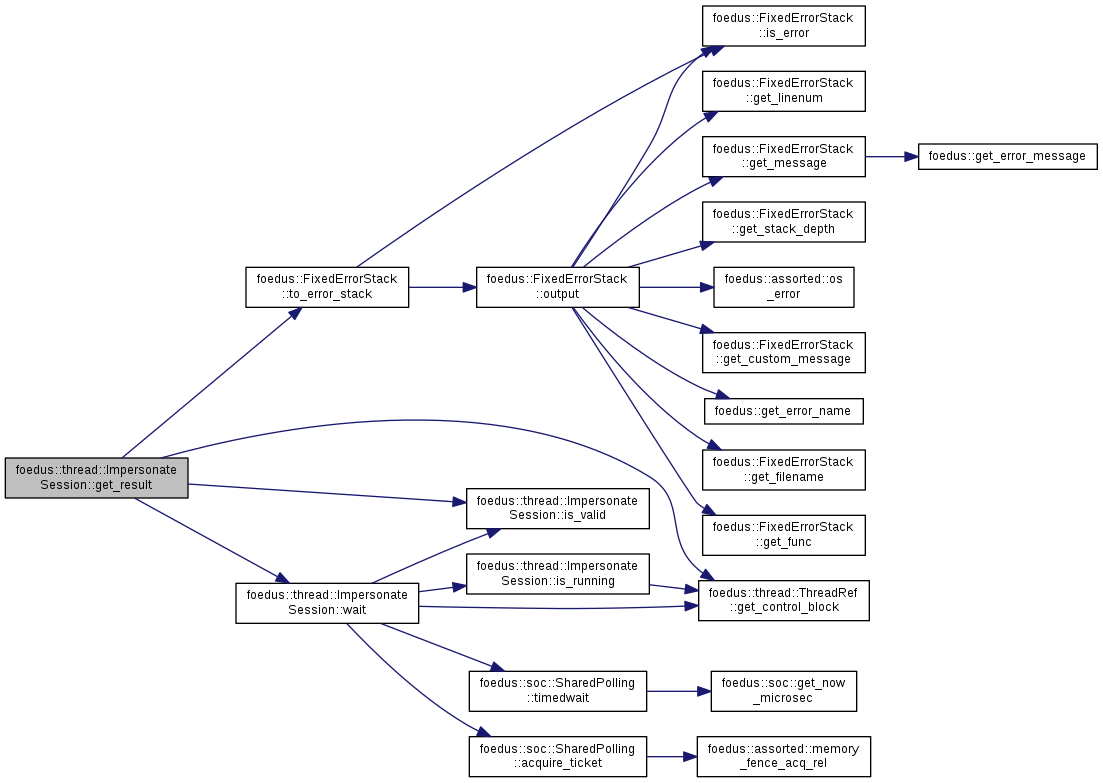 foedus::FixedErrorStack
::is_error
foedus::FixedErrorStack
::get_linenum
foedus::FixedErrorStack
::get_message
foedus::get_error_message
foedus::FixedErrorStack
::get_stack_depth
foedus::FixedErrorStack
::to_error_stack
foedus::FixedErrorStack
::output
foedus::assorted::os
_error
foedus::FixedErrorStack
::get_custom_message
foedus::get_error_name
foedus::FixedErrorStack
::get_filename
foedus::thread::Impersonate
Session::get_result
foedus::thread::Impersonate
Session::is_valid
foedus::FixedErrorStack
::get_func
foedus::thread::Impersonate
Session::is_running
foedus::thread::Impersonate
Session::wait
foedus::thread::ThreadRef
::get_control_block
foedus::soc::SharedPolling
::timedwait
foedus::soc::get_now
_microsec
foedus::soc::SharedPolling
::acquire_ticket
foedus::assorted::memory
_fence_acq_rel